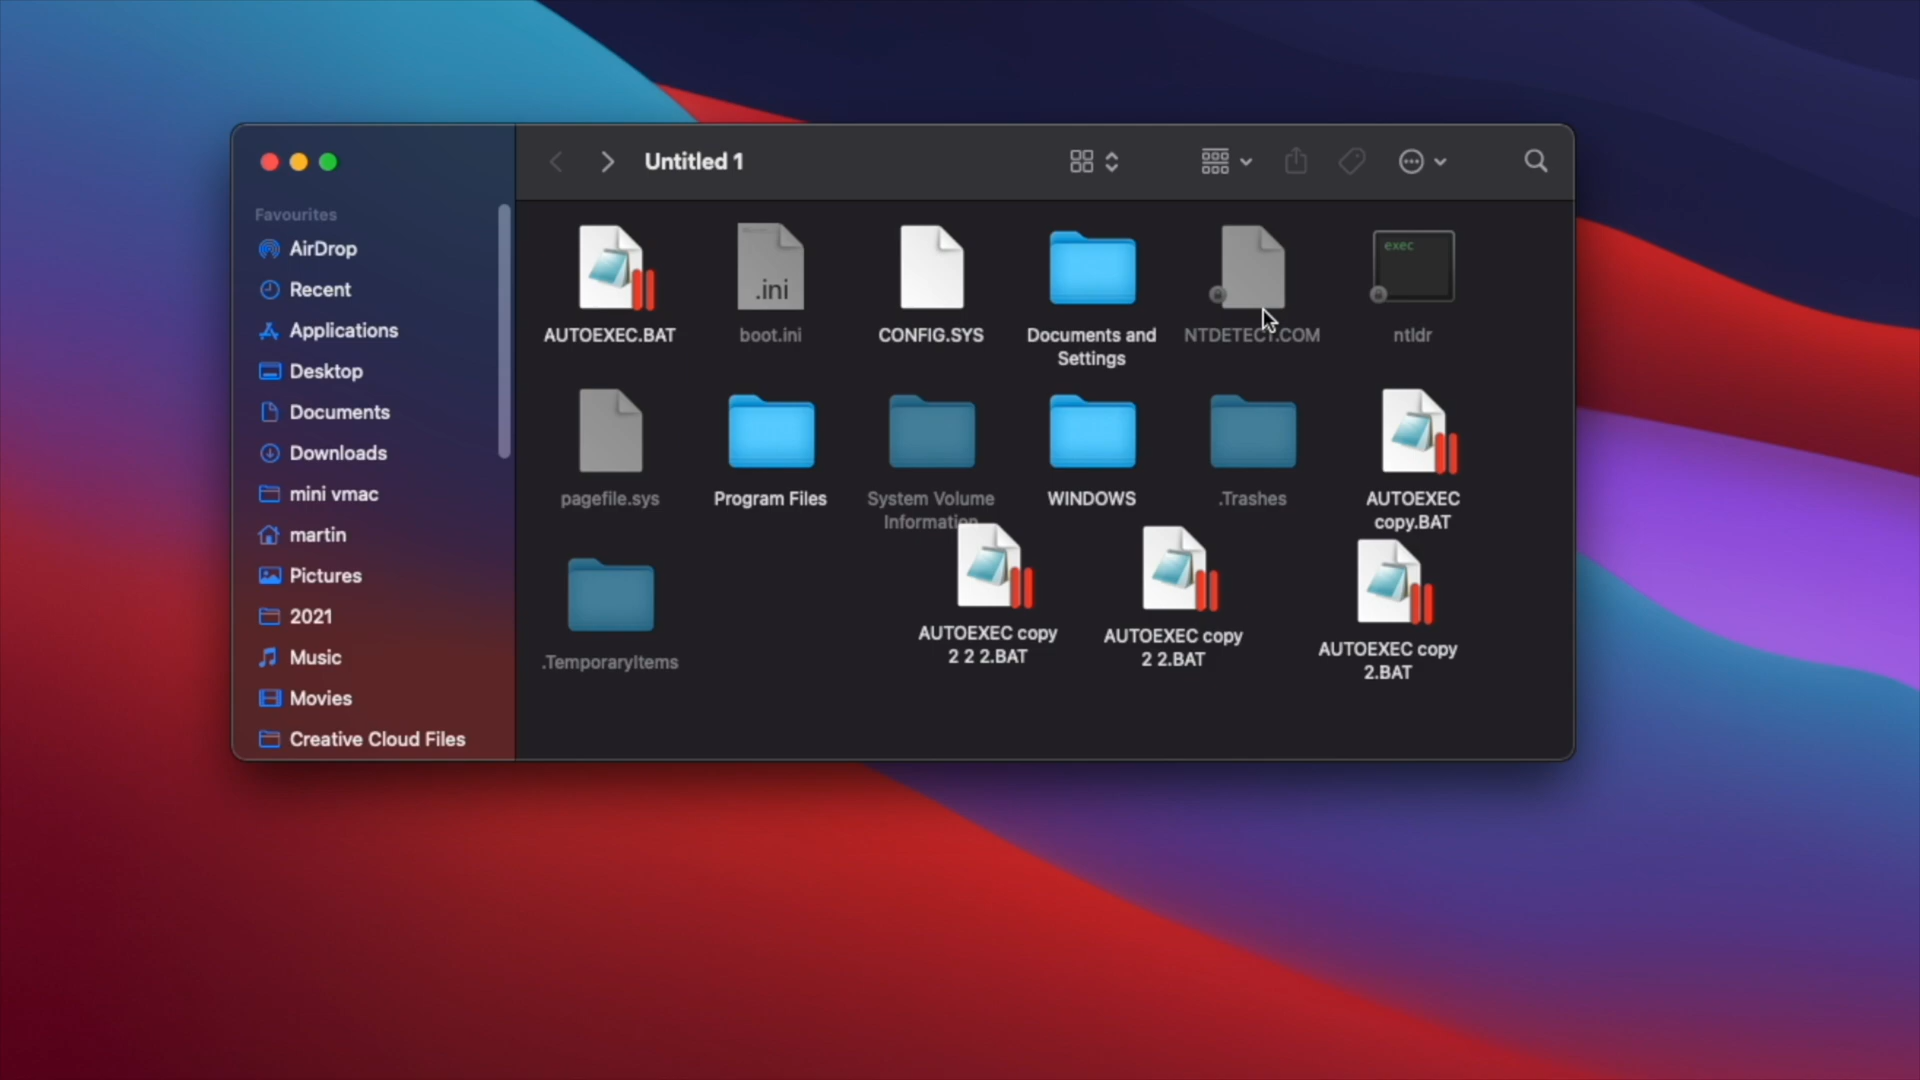 Untitled 1
Favourites
AirDrop
Recent
Applications
Desktop
Documents
Downloads
mini vmac
martin
Pictures
2021
Music
Movies
Creative Cloud Files
AUTOEXEC.BAT
.ini
boot.ini
CONFIG.SYS
Documents and
Settings
NTDETECT.COM
exec
ntldr
pagefile.sys
Program Files
System Volume
Information
WINDOWS
.Trashes
AUTOEXEC
copy.BAT
.TemporaryItems
AUTOEXEC copy
2 2 2.BAT
AUTOEXEC copy
2 2.BAT
AUTOEXEC copy
2.BAT